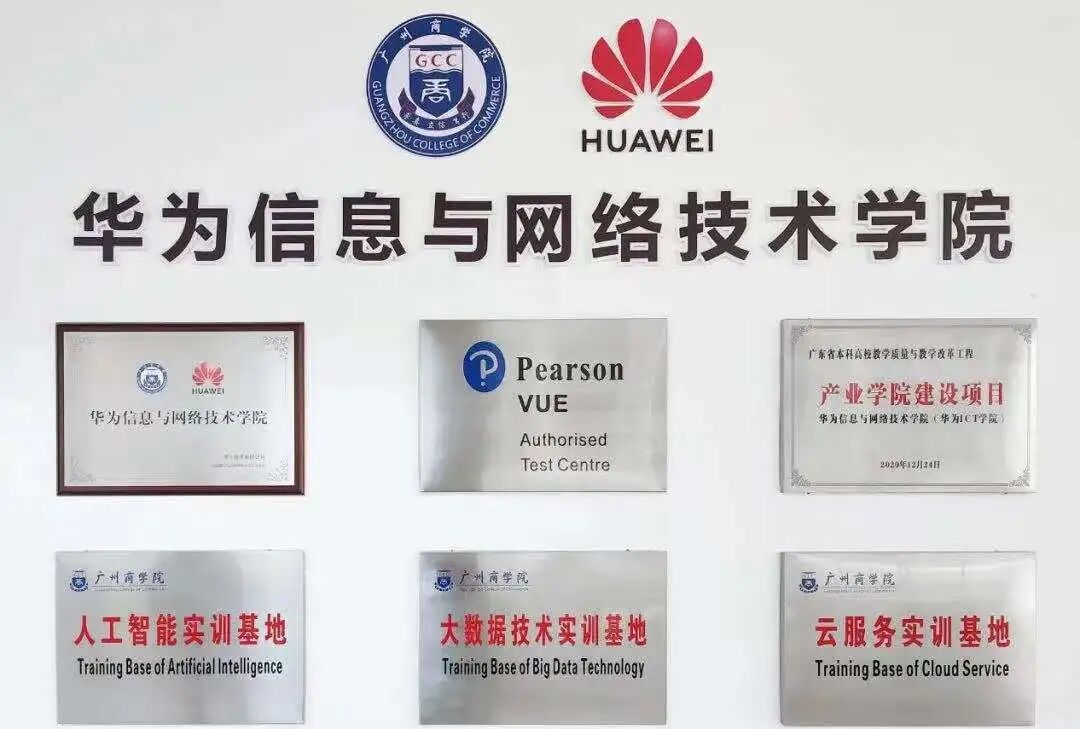 广州商学院
GCC
GUANGZHOU COLLEGE OF COMMERCE
HUAWEI
华为信息与网络技术学院
HUAWEI
华为信息与网络技术学院
Pearson
VUE
Authorised
Test Centre
广东省本科高校教学质量与教学改革工程
产业学院建设项目
华为信息与网络技术学院（华为ICT学院）
2020年12月24日
广州商学院
人工智能实训基地
Training Base of Artificial Intelligence
广州商学院
大数据技术实训基地
Training Base of Big Data Technology
广州商学院
云服务实训基地
Training Base of Cloud Service